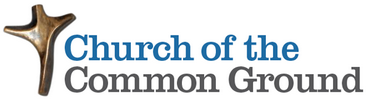 Church of the
Common Ground